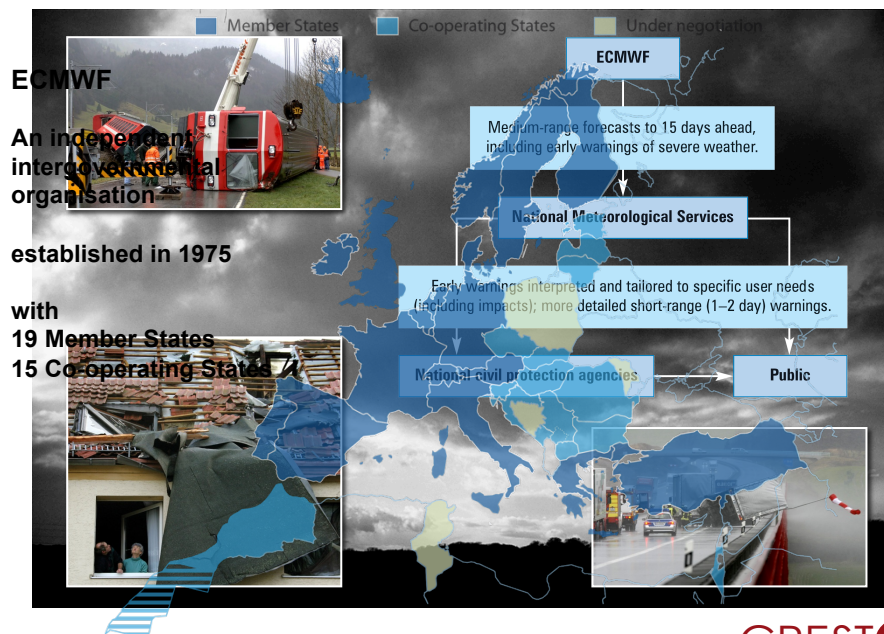 Member States
Co-operating States
Under negotiation
ECMWF
An independent
intergovernmental
organisation
established in 1975
with
19 Member States
15 Co-operating States
ECMWF
Medium-range forecasts to 15 days ahead,
including early warnings of severe weather.
National Meteorological Services
Early warnings interpreted and tailored to specific user needs
(including impacts); more detailed short-range (1–2 day) warnings.
National civil protection agencies
Public